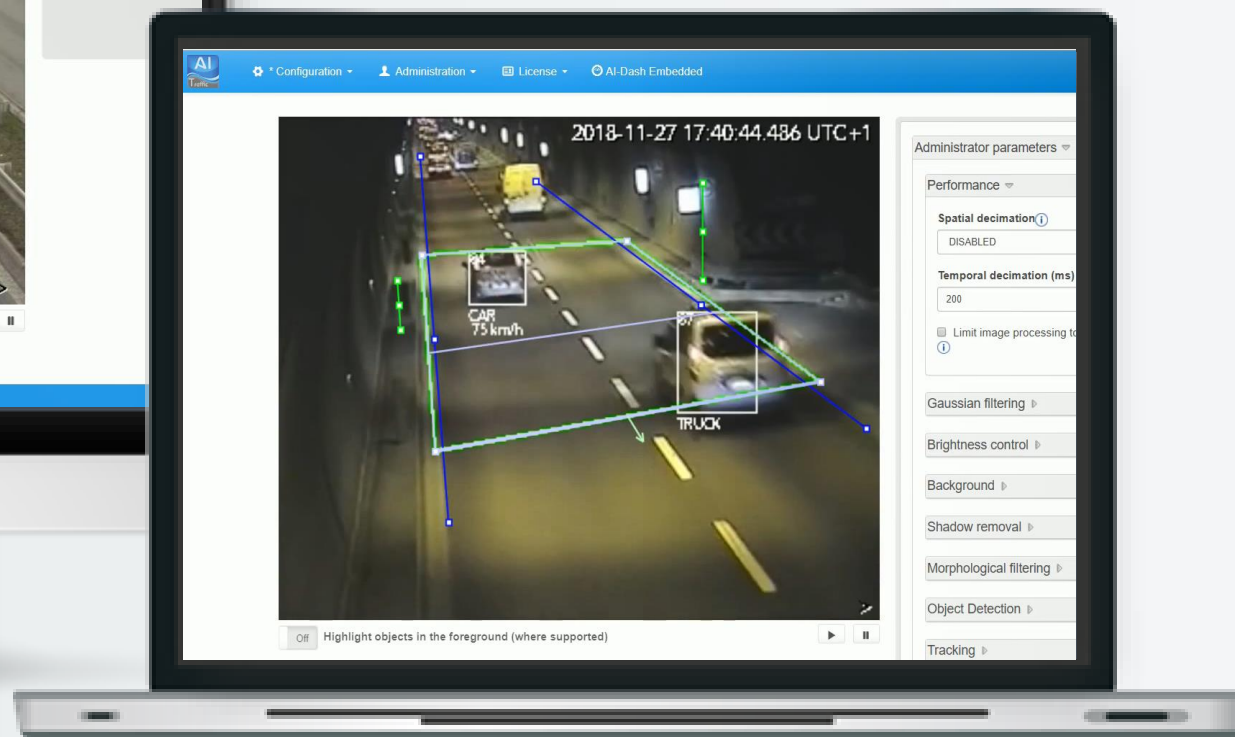 AI
Traffic
* Configuration
Administration
License
AI-Dash Embedded
2018-11-27 17:40:44.486 UTC+1
CAR
75 km/h
TRUCK
Off
Highlight objects in the foreground (where supported)
Administrator parameters
Performance
Spatial decimation
DISABLED
Temporal decimation (ms)
200
Limit image processing to
Gaussian filtering
Brightness control
Background
Shadow removal
Morphological filtering
Object Detection
Tracking